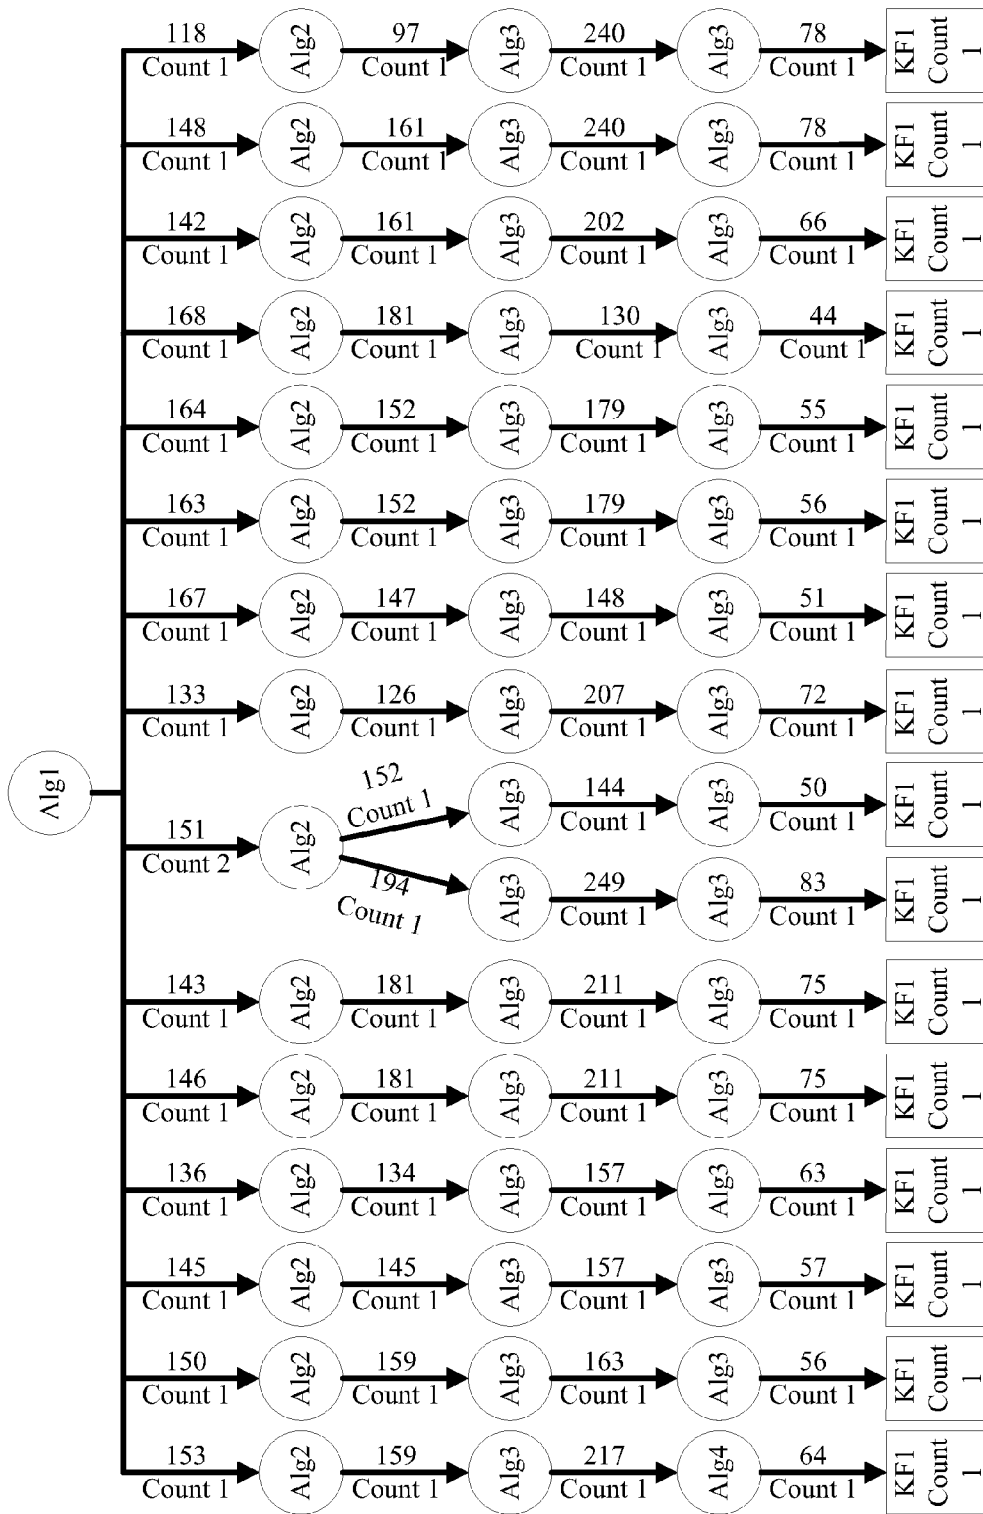 118
Count 1
Alg2
97
Count 1
Alg3
240
Count 1
Alg3
78
Count 1
KF1
Count
1
148
Count 1
Alg2
161
Count 1
Alg3
240
Count 1
Alg3
78
Count 1
KF1
Count
1
142
Count 1
Alg2
161
Count 1
Alg3
202
Count 1
Alg3
66
Count 1
KF1
Count
1
168
Count 1
Alg2
181
Count 1
Alg3
130
Count 1
Alg3
44
Count 1
KF1
Count
1
164
Count 1
Alg2
152
Count 1
Alg3
179
Count 1
Alg3
55
Count 1
KF1
Count
1
163
Count 1
Alg2
152
Count 1
Alg3
179
Count 1
Alg3
56
Count 1
KF1
Count
1
167
Count 1
Alg2
147
Count 1
Alg3
148
Count 1
Alg3
51
Count 1
KF1
Count
1
133
Count 1
Alg2
126
Count 1
Alg3
207
Count 1
Alg3
72
Count 1
KF1
Count
1
Alg1
151
Count 2
Alg2
152
Count 1
Alg3
144
Count 1
Alg3
50
Count 1
KF1
Count
1
194
Count 1
Alg3
249
Count 1
Alg3
83
Count 1
KF1
Count
1
143
Count 1
Alg2
181
Count 1
Alg3
211
Count 1
Alg3
75
Count 1
KF1
Count
1
146
Count 1
Alg2
181
Count 1
Alg3
211
Count 1
Alg3
75
Count 1
KF1
Count
1
136
Count 1
Alg2
134
Count 1
Alg3
157
Count 1
Alg3
63
Count 1
KF1
Count
1
145
Count 1
Alg2
145
Count 1
Alg3
157
Count 1
Alg3
57
Count 1
KF1
Count
1
150
Count 1
Alg2
159
Count 1
Alg3
163
Count 1
Alg3
56
Count 1
KF1
Count
1
153
Count 1
Alg2
159
Count 1
Alg3
217
Count 1
Alg4
64
Count 1
KF1
Count
1